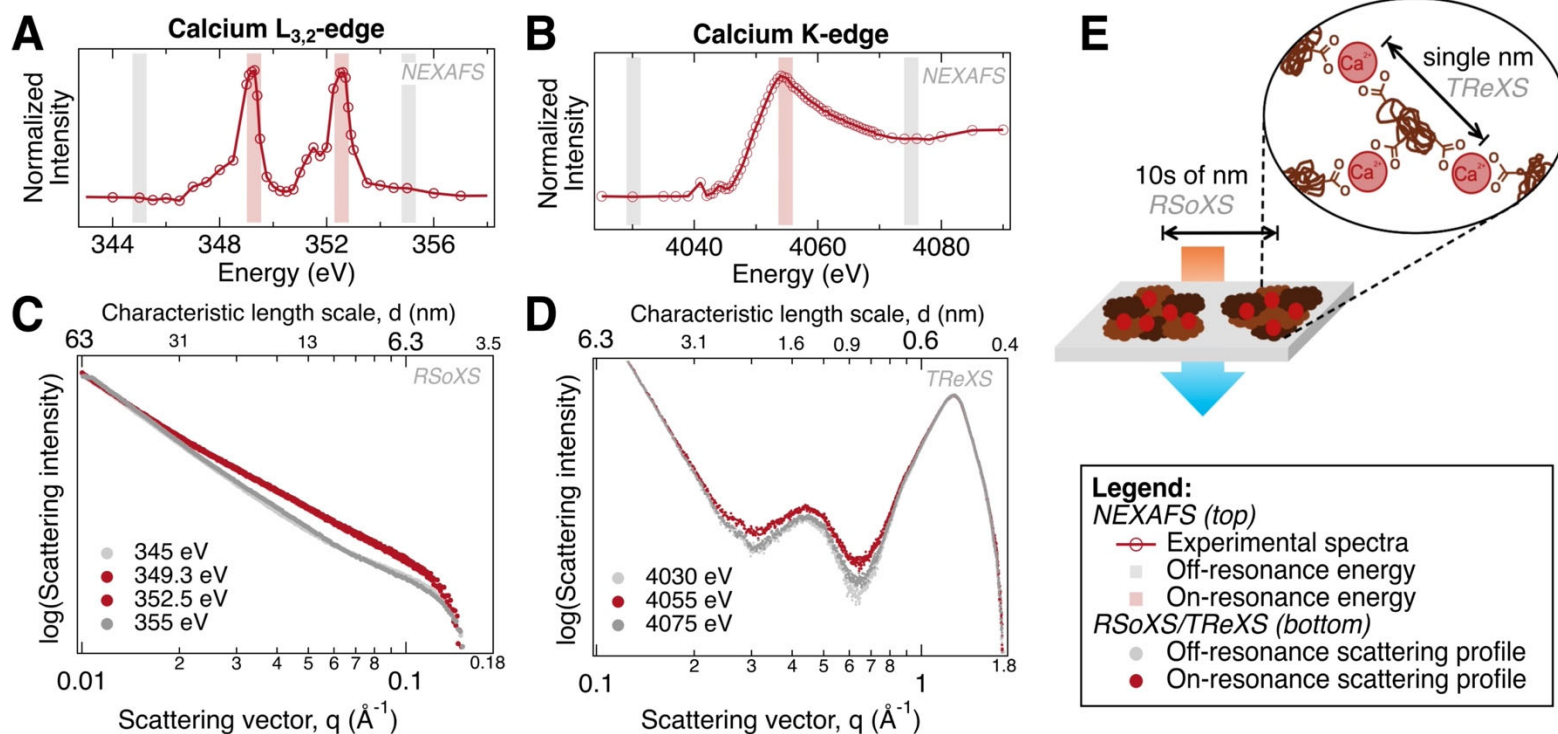 A
Calcium L3,2-edge
NEXAFS
Normalized
Intensity
344 348 352 356
Energy (eV)
B
Calcium K-edge
NEXAFS
Normalized
Intensity
4040 4060 4080
Energy (eV)
C
Characteristic length scale, d (nm)
63 31 13 6.3 3.5
RSoXS
log(Scattering intensity)
345 eV
349.3 eV
352.5 eV
355 eV
2 3 4 5 6 7 8 0.18
0.01 0.1
Scattering vector, q (Å-1)
D
Characteristic length scale, d (nm)
6.3 3.1 1.6 0.9 0.6 0.4
TReXS
log(Scattering intensity)
4030 eV
4055 eV
4075 eV
2 3 4 5 6 7 8 1.8
0.1 1
Scattering vector, q (Å-1)
E
single nm
TReXS
Ca2+
O
O
O
O
O
O
Ca2+
O
O
O
O
Ca2+
O
O
10s of nm
RSoXS
Legend:
NEXAFS (top)
Experimental spectra
Off-resonance energy
On-resonance energy
RSoXS/TReXS (bottom)
Off-resonance scattering profile
On-resonance scattering profile